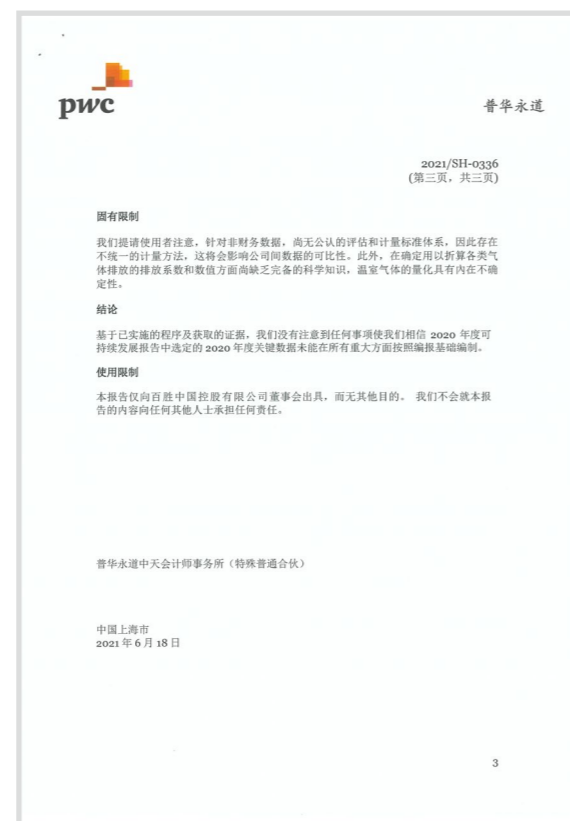 pwc
普华永道
2021/SH-0336
(第三页，共三页)
固有限制
我们提请使用者注意，针对非财务数据，尚无公认的评估和计量标准体系，因此存在
不统一的计量方法，这将会影响公司间数据的可比性。此外，在确定用以折算各类气
体排放的排放系数和数值方面尚缺乏完备的科学知识，温室气体的量化具有内在不确
定性。
结论
基于已实施的程序及获取的证据，我们没有注意到任何事项使我们相信 2020 年度可
持续发展报告中选定的 2020 年度关键数据未能在所有重大方面按照编报基础编制。
使用限制
本报告仅向百胜中国控股有限公司董事会出具，而无其他目的。 我们不会就本报
告的内容向任何其他人士承担任何责任。
普华永道中天会计师事务所（特殊普通合伙）
中国上海市
2021 年 6 月 18 日
3